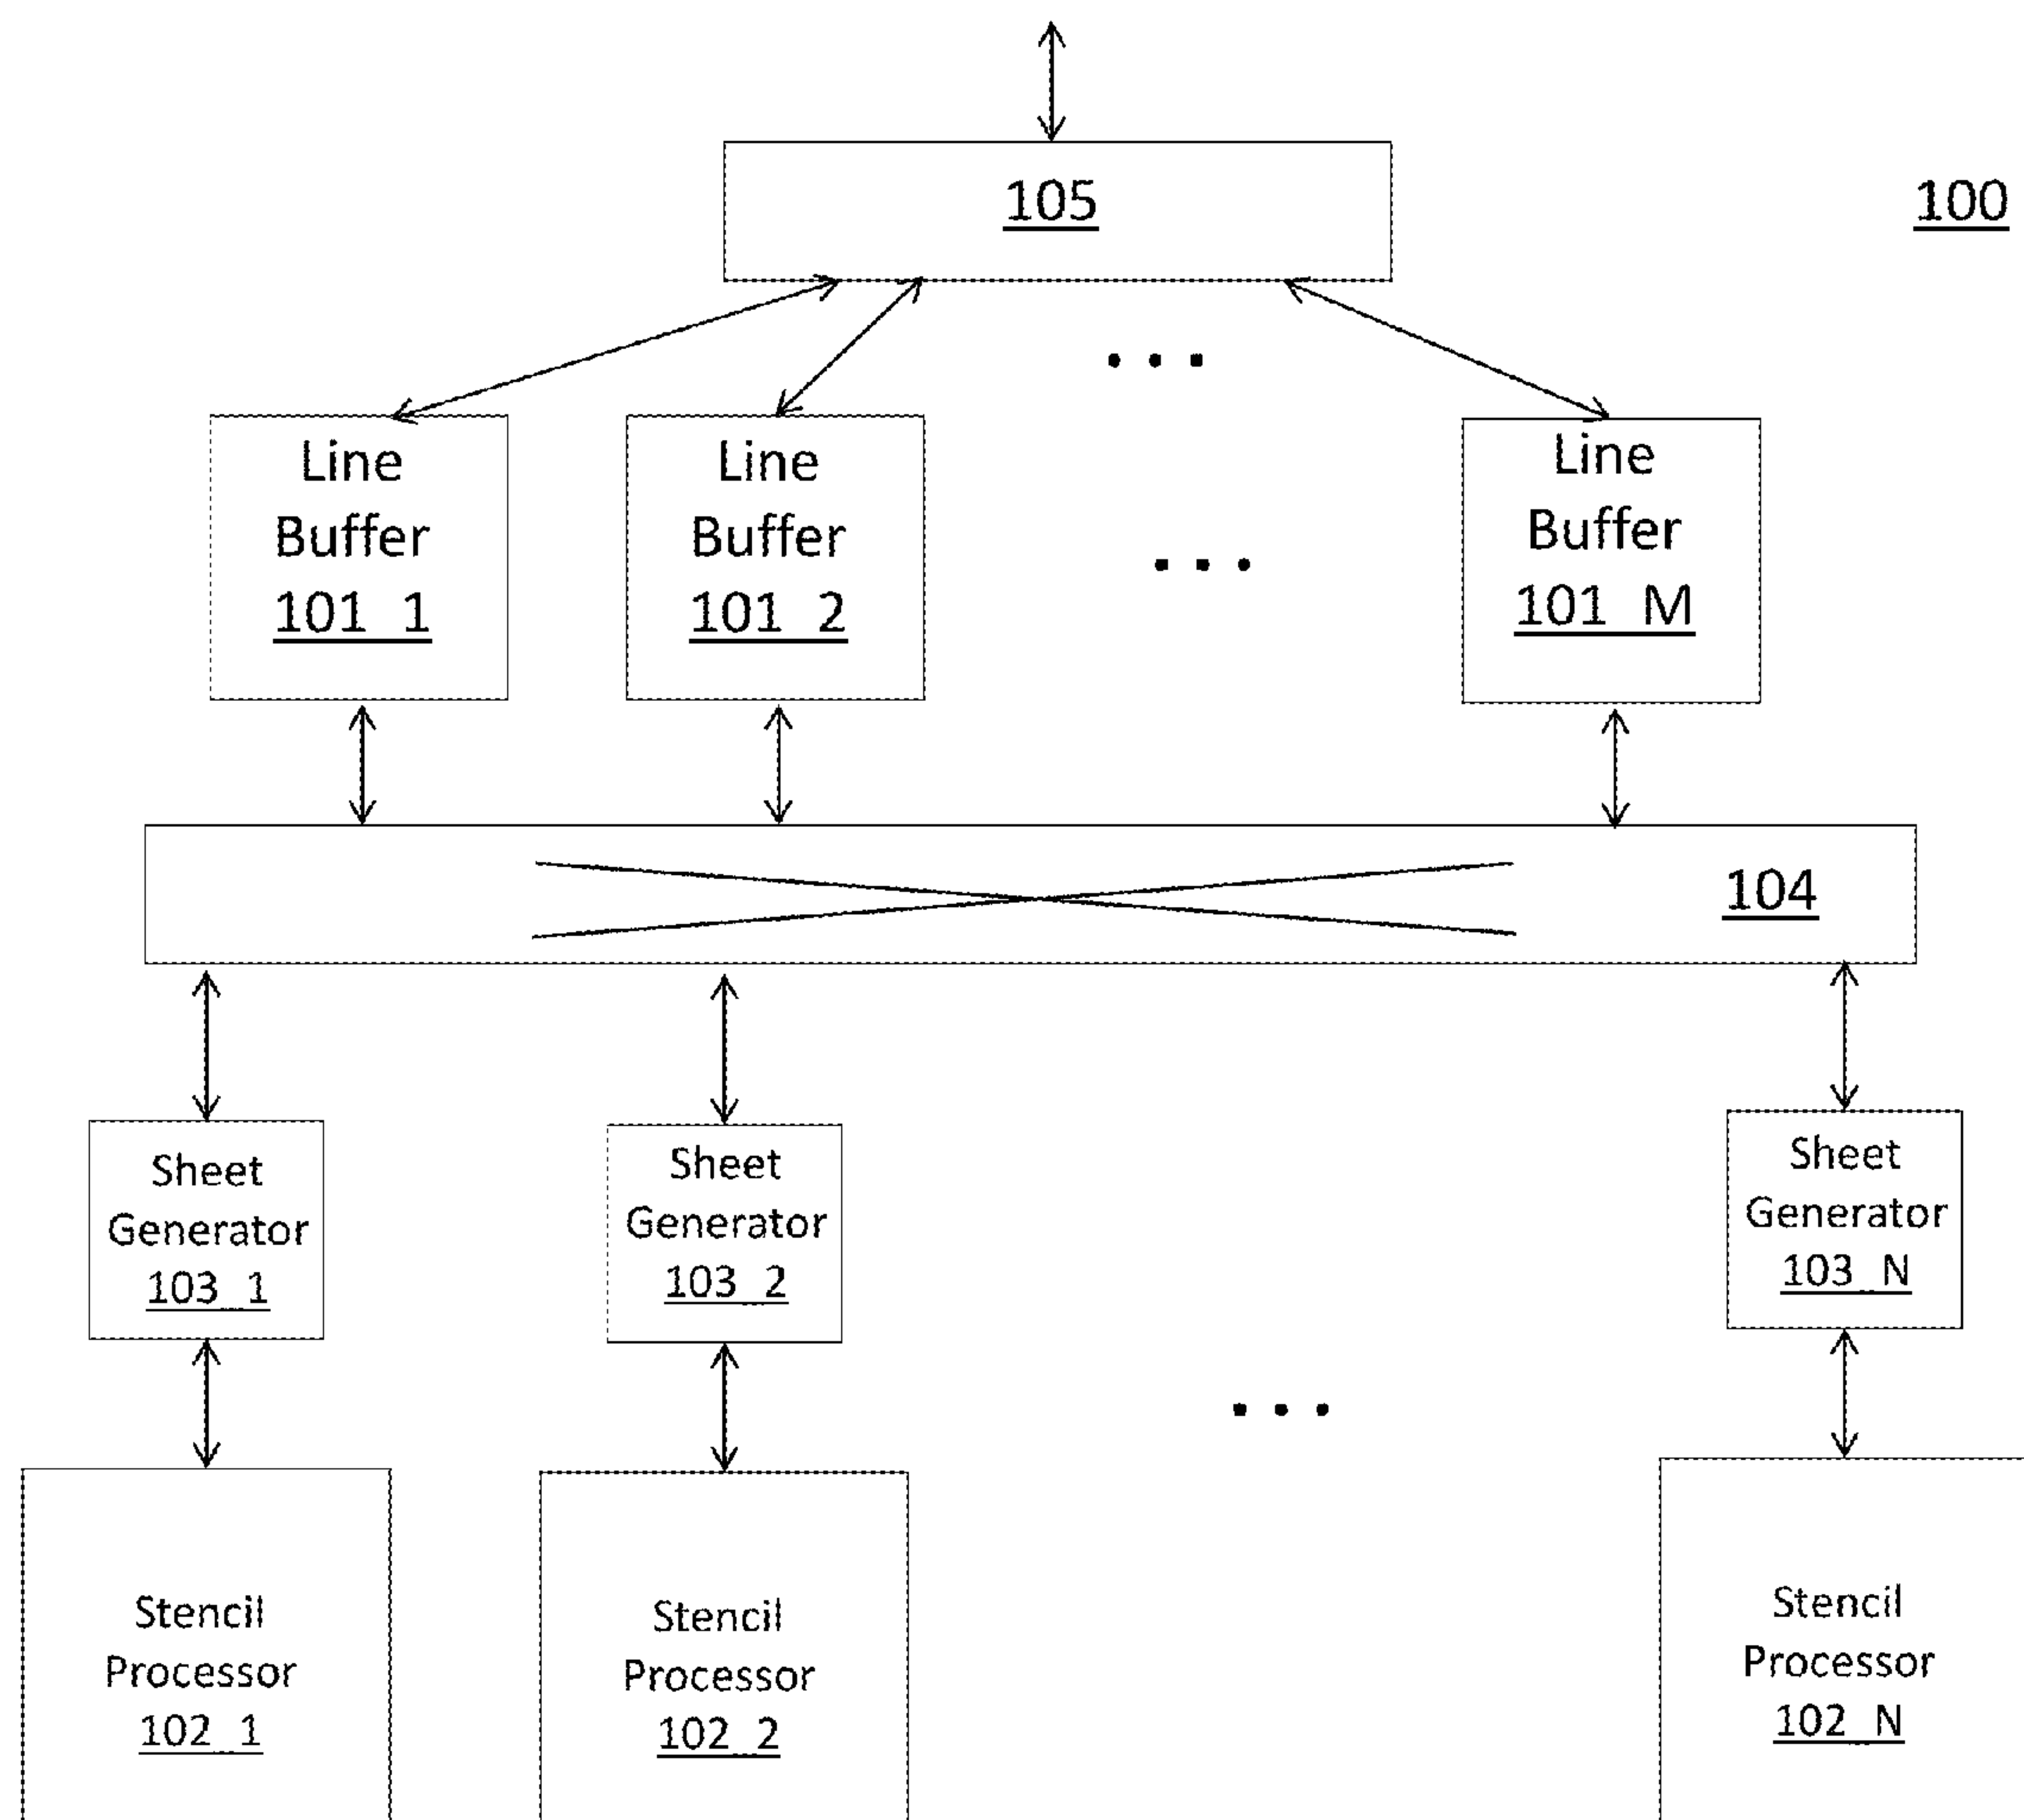 105
100
Line
Buffer
101_1
Line
Buffer
101_2
. . .
. . .
Line
Buffer
101_M
104
Sheet
Generator
103_1
Sheet
Generator
103_2
Sheet
Generator
103_N
. . .
Stencil
Processor
102_1
Stencil
Processor
102_2
Stencil
Processor
102_N